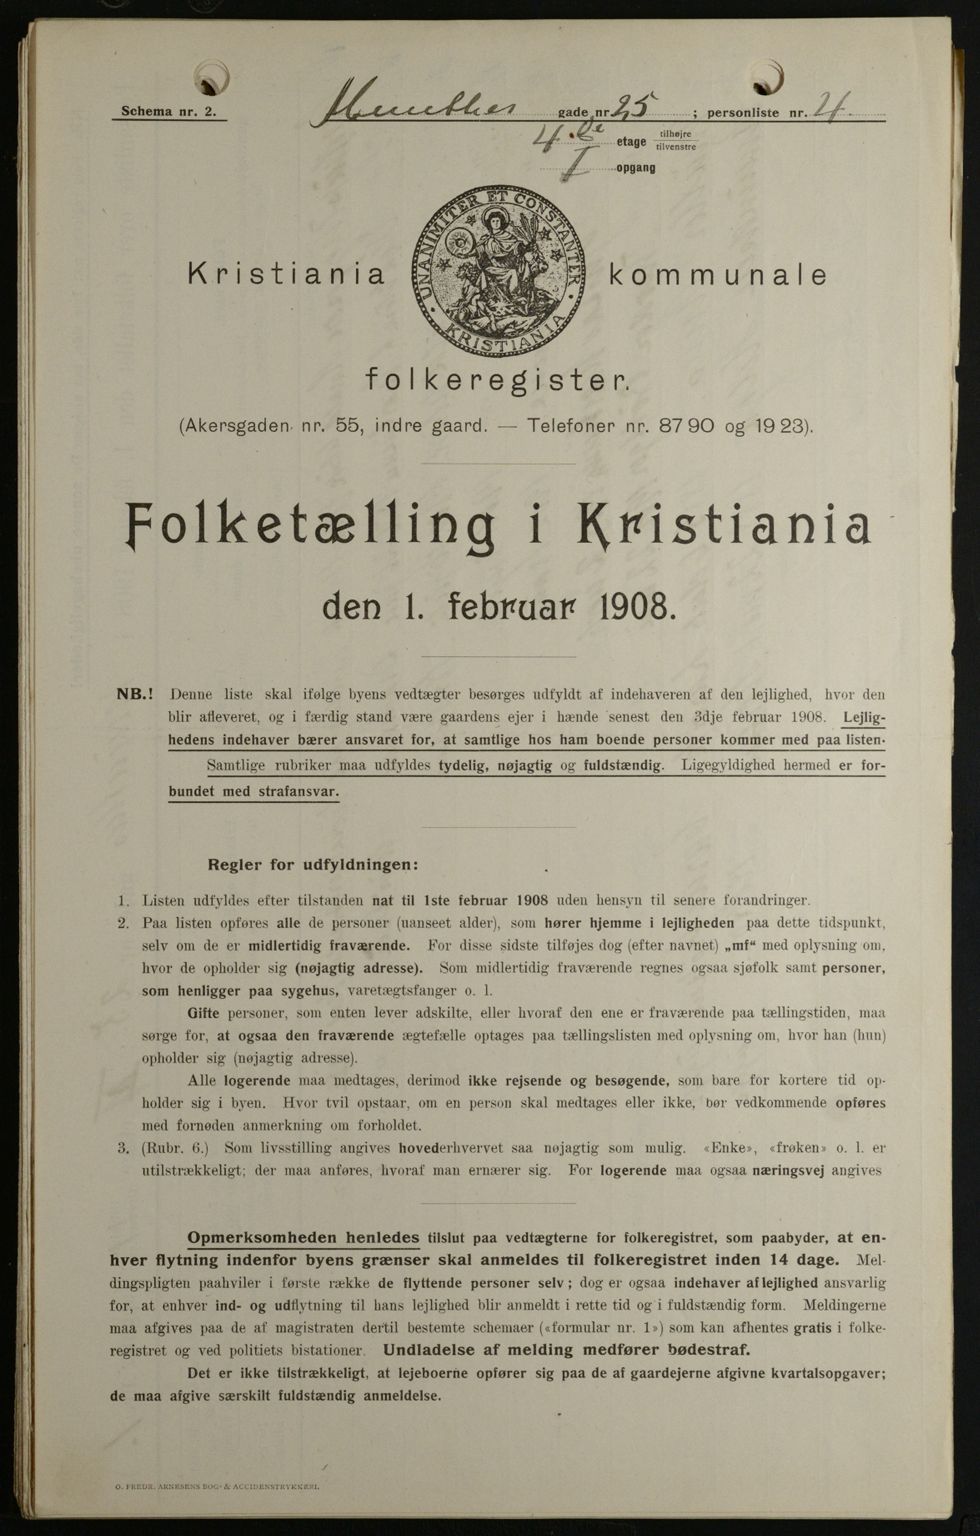 Schema nr. 2.
Munthes gade nr 25 ; personliste nr. 4.
4 de etage tilhøjre tilvenstre
I opgang
UNANIMITER ET CONSTANTER
KRISTIANIA
Kristiania kommunale
folkeregister.
(Akersgaden nr. 55, indre gaard. — Telefoner nr. 87 90 og 19 23).
Folketælling i Kristiania
den 1. februar 1908.
NB.! Denne liste skal ifølge byens vedtægter besørges udfyldt af indehaveren af den lejlighed, hvor den
blir afleveret, og i færdig stand være gaardens ejer i hænde senest den 3dje februar 1908. Lejlig-
hedens indehaver bærer ansvaret for, at samtlige hos ham boende personer kommer med paa listen.
Samtlige rubriker maa udfyldes tydelig, nøjagtig og fuldstændig. Ligegyldighed hermed er for-
bundet med strafansvar.
Regler for udfyldningen:
1. Listen udfyldes efter tilstanden nat til 1ste februar 1908 uden hensyn til senere forandringer.
2. Paa listen opføres alle de personer (uanseet alder), som hører hjemme i lejligheden paa dette tidspunkt,
selv om de er midlertidig fraværende. For disse sidste tilføjes dog (efter navnet) „mf“ med oplysning om,
hvor de opholder sig (nøjagtig adresse). Som midlertidig fraværende regnes ogsaa sjøfolk samt personer,
som henligger paa sygehus, varetægtsfanger o. l.
Gifte personer, som enten lever adskilte, eller hvoraf den ene er fraværende paa tællingstiden, maa
sørge for, at ogsaa den fraværende ægtefælle optages paa tællingslisten med oplysning om, hvor han (hun)
opholder sig (nøjagtig adresse).
Alle logerende maa medtages, derimod ikke rejsende og besøgende, som bare for kortere tid op-
holder sig i byen. Hvor tvil opstaar, om en person skal medtages eller ikke, bør vedkommende opføres
med fornøden anmerkning om forholdet.
3. (Rubr. 6.) Som livsstilling angives hovederhvervet saa nøjagtig som mulig. «Enke», «frøken» o. l. er
utilstrækkeligt; der maa anføres, hvoraf man ernærer sig. For logerende maa ogsaa næringsvej angives
Opmerksomheden henledes tilslut paa vedtægterne for folkeregistret, som paabyder, at en-
hver flytning indenfor byens grænser skal anmeldes til folkeregistret inden 14 dage. Mel-
dingspligten paahviler i første række de flyttende personer selv; dog er ogsaa indehaver af lejlighed ansvarlig
for, at enhver ind- og udflytning til hans lejlighed blir anmeldt i rette tid og i fuldstændig form. Meldingerne
maa afgives paa de af magistraten dertil bestemte schemaer («formular nr. 1») som kan afhentes gratis i folke-
registret og ved politiets bistationer. Undladelse af melding medfører bødestraf.
Det er ikke tilstrækkeligt, at lejeboerne opfører sig paa de af gaardejerne afgivne kvartalsopgaver;
de maa afgive særskilt fuldstændig anmeldelse.
O. FREDR. ARNESENS BOG- & ACCIDENSTRYKKERI.